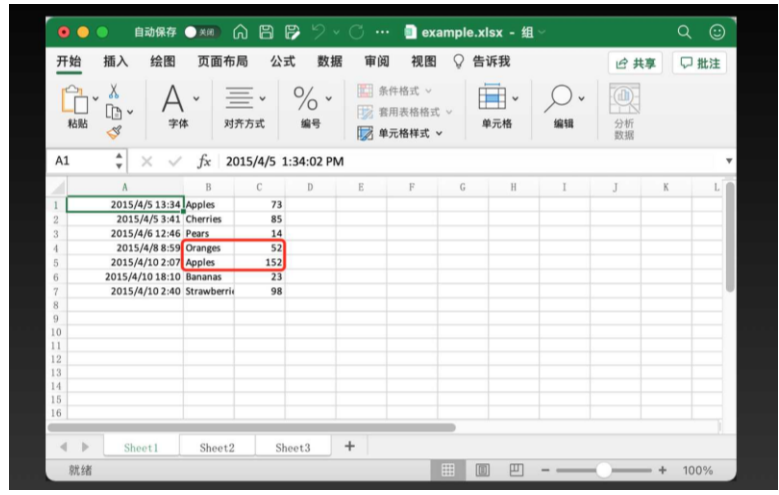 自动保存 关闭 example.xlsx - 组
开始 插入 绘图 页面布局 公式 数据 审阅 视图 告诉我 共享 批注
粘贴 字体 对齐方式 % 编号 条件格式 套用表格格式 单元格样式 单元格 编辑 分析数据
A1 fx 2015/4/5 1:34:02 PM
A B C D E F G H I J K L
1 2015/4/5 13:34 Apples 73
2 2015/4/5 3:41 Cherries 85
3 2015/4/6 12:46 Pears 14
4 2015/4/8 8:59 Oranges 52
5 2015/4/10 2:07 Apples 152
6 2015/4/10 18:10 Bananas 23
7 2015/4/10 2:40 Strawberrie 98
8
9
10
11
12
13
14
15
16
Sheet1 Sheet2 Sheet3 +
就绪 - + 100%